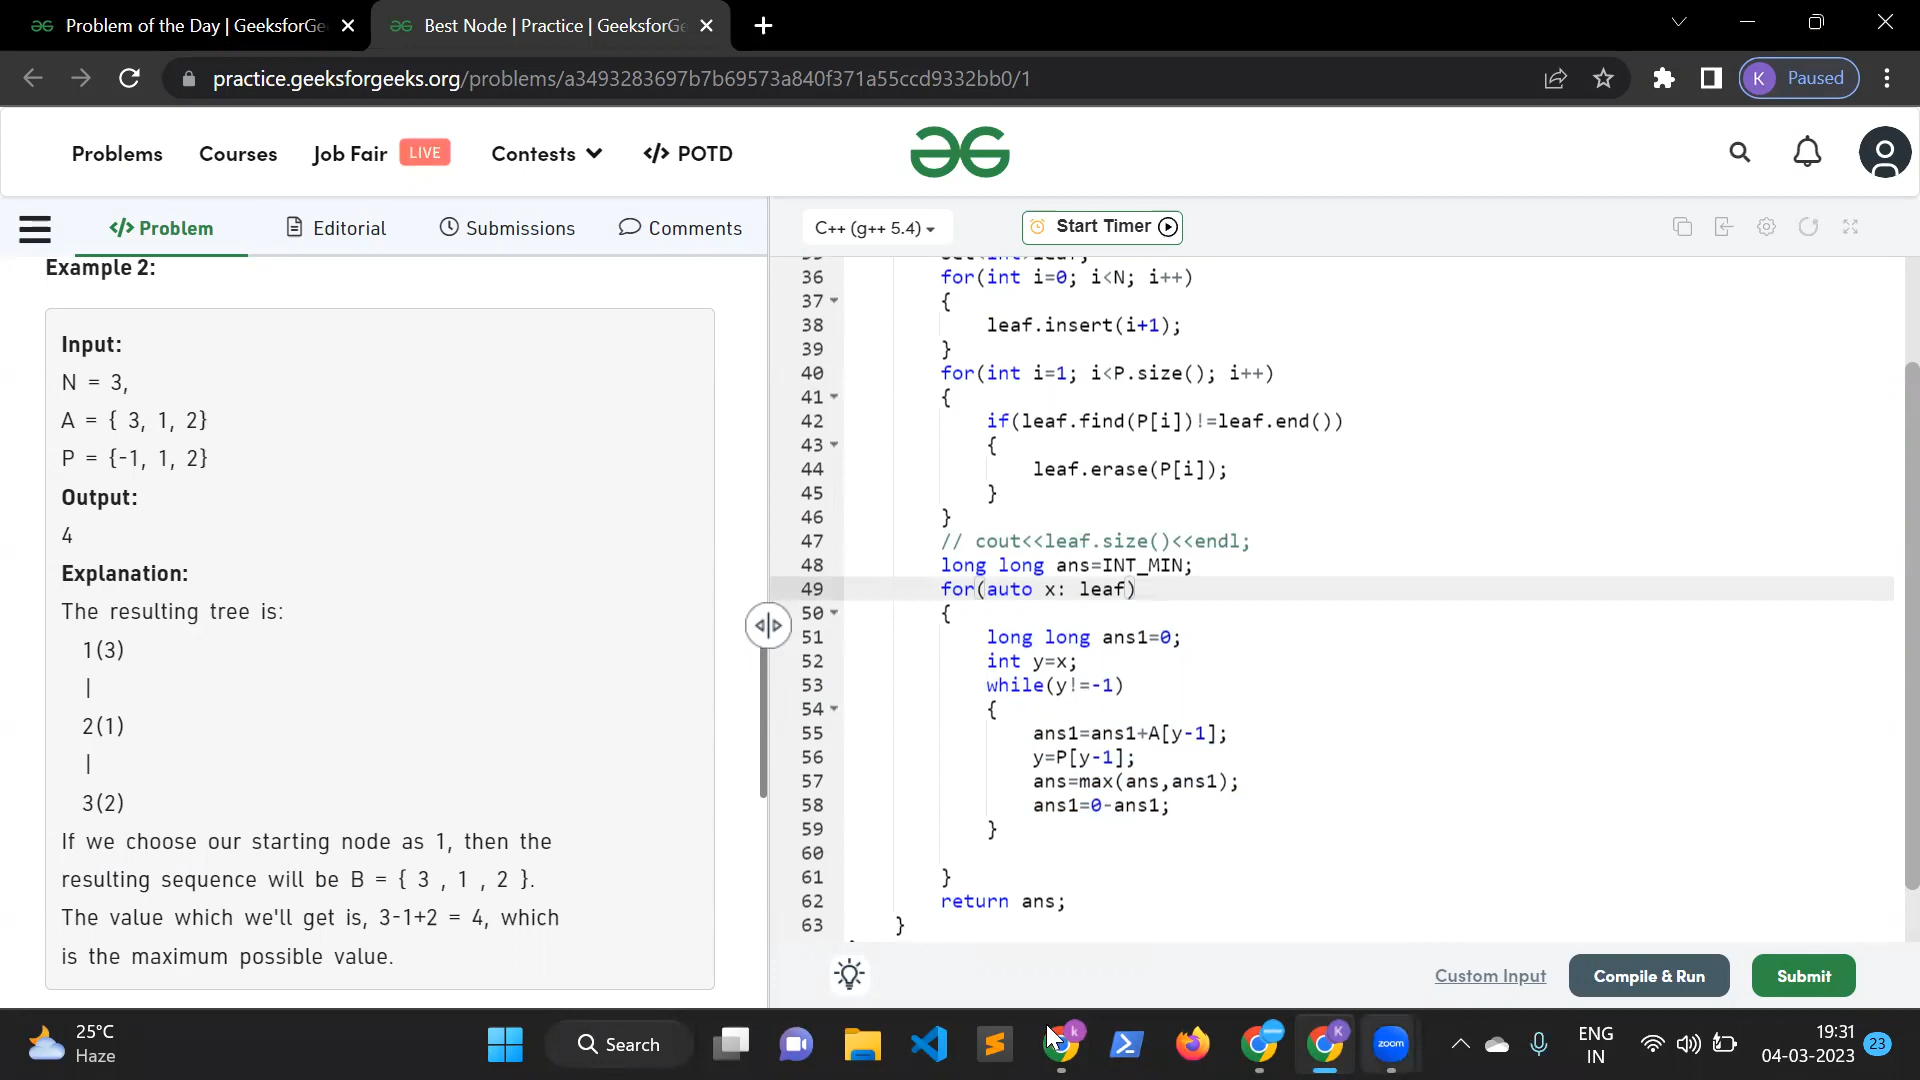 Problem of the Day | GeeksforGe
Best Node | Practice | GeeksforG
practice.geeksforgeeks.org/problems/a3493283697b7b69573a840f371a55ccd9332bb0/1
K Paused
Problems
Courses
Job Fair LIVE
Contests
</> POTD
</> Problem
Editorial
Submissions
Comments
C++ (g++ 5.4)
Start Timer
Example 2:
Input:
N = 3,
A = { 3, 1, 2}
P = {-1, 1, 2}
Output:
4
Explanation:
The resulting tree is:
1(3)
|
2(1)
|
3(2)
If we choose our starting node as 1, then the
resulting sequence will be B = { 3 , 1 , 2 }.
The value which we'll get is, 3-1+2 = 4, which
is the maximum possible value.
36 for(int i=0; i<N; i++)
37 {
38 leaf.insert(i+1);
39 }
40 for(int i=1; i<P.size(); i++)
41 {
42 if(leaf.find(P[i])!=leaf.end())
43 {
44 leaf.erase(P[i]);
45 }
46 }
47 // cout<<leaf.size()<<endl;
48 long long ans=INT_MIN;
49 for(auto x: leaf)
50 {
51 long long ans1=0;
52 int y=x;
53 while(y!=-1)
54 {
55 ans1=ans1+A[y-1];
56 y=P[y-1];
57 ans=max(ans,ans1);
58 ans1=0-ans1;
59 }
60
61 }
62 return ans;
63 }
Custom Input
Compile & Run
Submit
25°C
Haze
Search
k
K
zoom
ENG
IN
19:31
04-03-2023
23